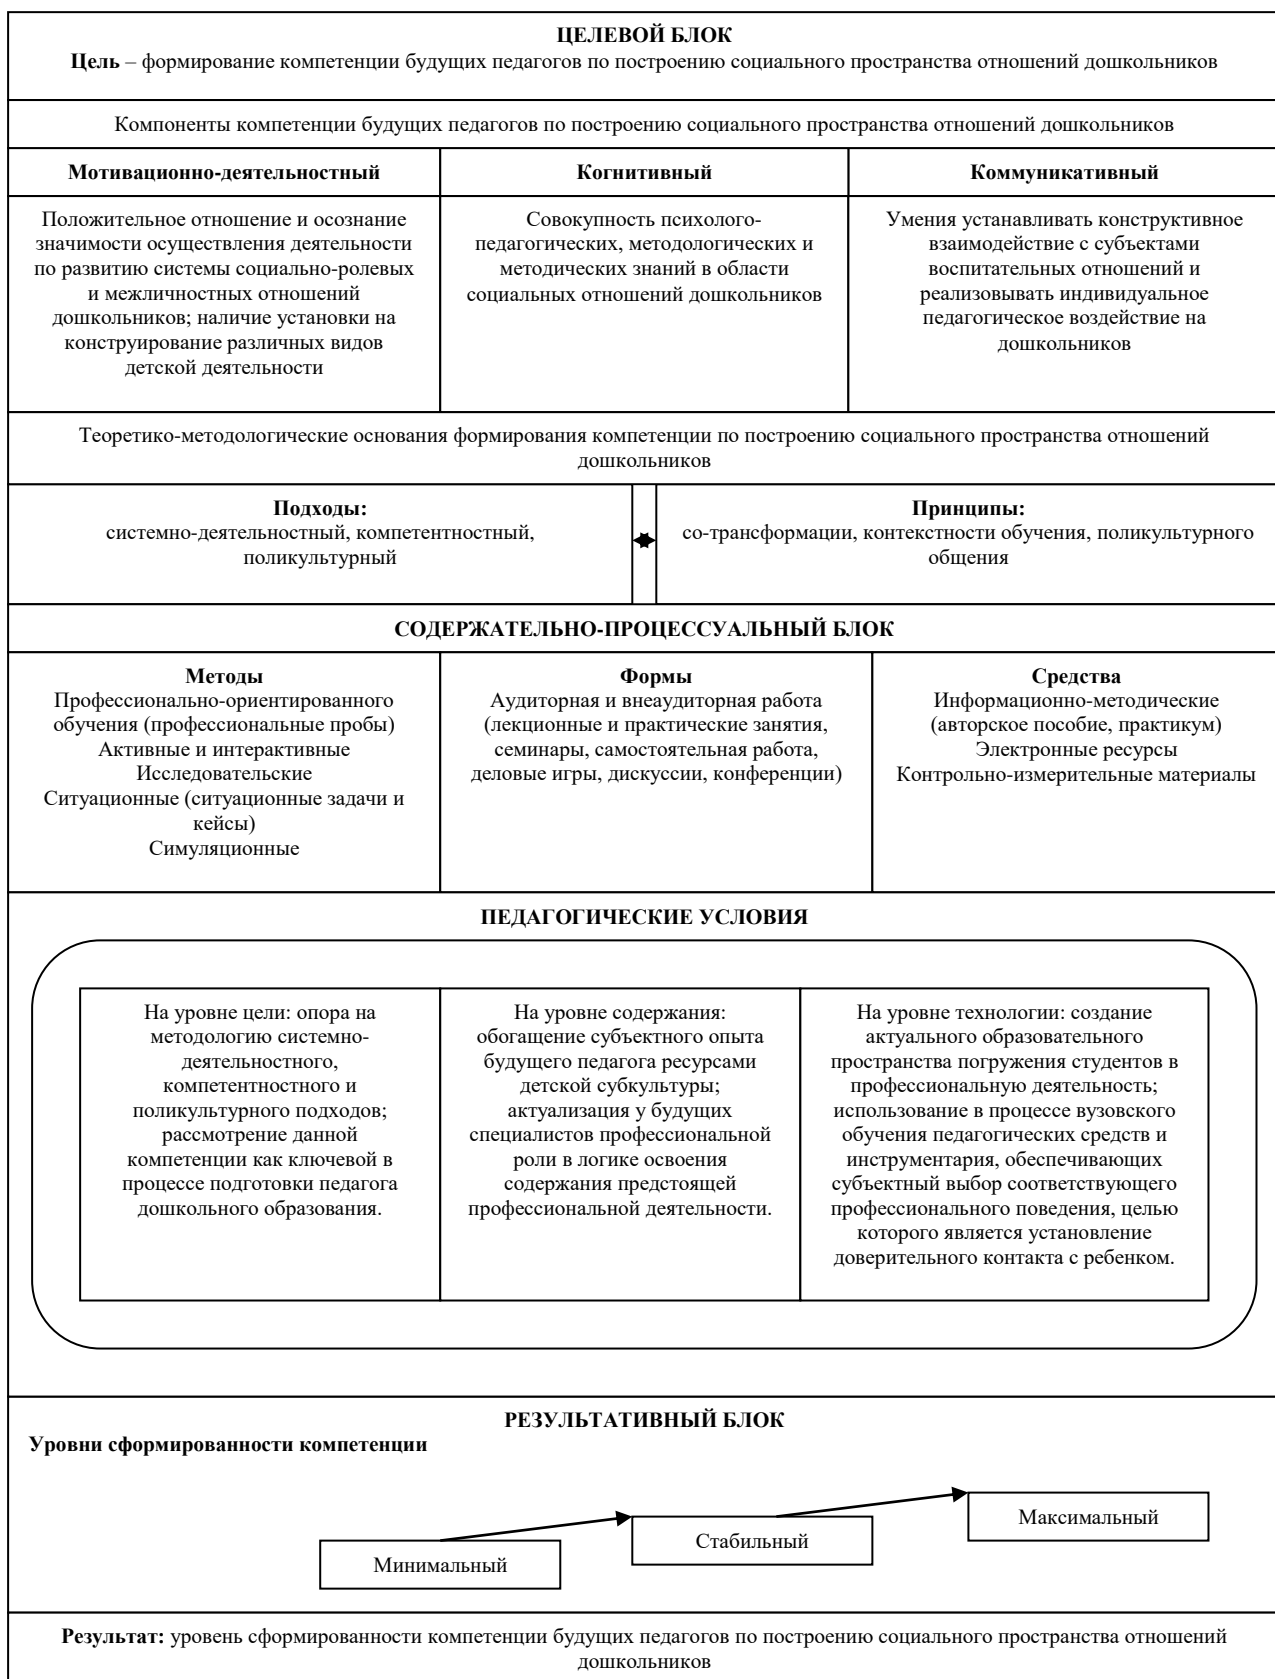 ЦЕЛЕВОЙ БЛОК
Цель – формирование компетенции будущих педагогов по построению социального пространства отношений дошкольников
Компоненты компетенции будущих педагогов по построению социального пространства отношений дошкольников
Мотивационно-деятельностный
Положительное отношение и осознание
значимости осуществления деятельности
по развитию системы социально-ролевых
и межличностных отношений
дошкольников; наличие установки на
конструирование различных видов
детской деятельности
Когнитивный
Совокупность психолого-
педагогических, методологических и
методических знаний в области
социальных отношений дошкольников
Коммуникативный
Умения устанавливать конструктивное
взаимодействие с субъектами
воспитательных отношений и
реализовывать индивидуальное
педагогическое воздействие на
дошкольников
Теоретико-методологические основания формирования компетенции по построению социального пространства отношений
дошкольников
Подходы:
системно-деятельностный, компетентностный,
поликультурный
Принципы:
со-трансформации, контекстности обучения, поликультурного
общения
СОДЕРЖАТЕЛЬНО-ПРОЦЕССУАЛЬНЫЙ БЛОК
Методы
Профессионально-ориентированного
обучения (профессиональные пробы)
Активные и интерактивные
Исследовательские
Ситуационные (ситуационные задачи и
кейсы)
Симуляционные
Формы
Аудиторная и внеаудиторная работа
(лекционные и практические занятия,
семинары, самостоятельная работа,
деловые игры, дискуссии, конференции)
Средства
Информационно-методические
(авторское пособие, практикум)
Электронные ресурсы
Контрольно-измерительные материалы
ПЕДАГОГИЧЕСКИЕ УСЛОВИЯ
На уровне цели: опора на
методологию системно-
деятельностного,
компетентностного и
поликультурного подходов;
рассмотрение данной
компетенции как ключевой в
процессе подготовки педагога
дошкольного образования.
На уровне содержания:
обогащение субъектного опыта
будущего педагога ресурсами
детской субкультуры;
актуализация у будущих
специалистов профессиональной
роли в логике освоения
содержания предстоящей
профессиональной деятельности.
На уровне технологии: создание
актуального образовательного
пространства погружения студентов в
профессиональную деятельность;
использование в процессе вузовского
обучения педагогических средств и
инструментария, обеспечивающих
субъектный выбор соответствующего
профессионального поведения, целью
которого является установление
доверительного контакта с ребенком.
РЕЗУЛЬТАТИВНЫЙ БЛОК
Уровни сформированности компетенции
Минимальный
Стабильный
Максимальный
Результат: уровень сформированности компетенции будущих педагогов по построению социального пространства отношений
дошкольников